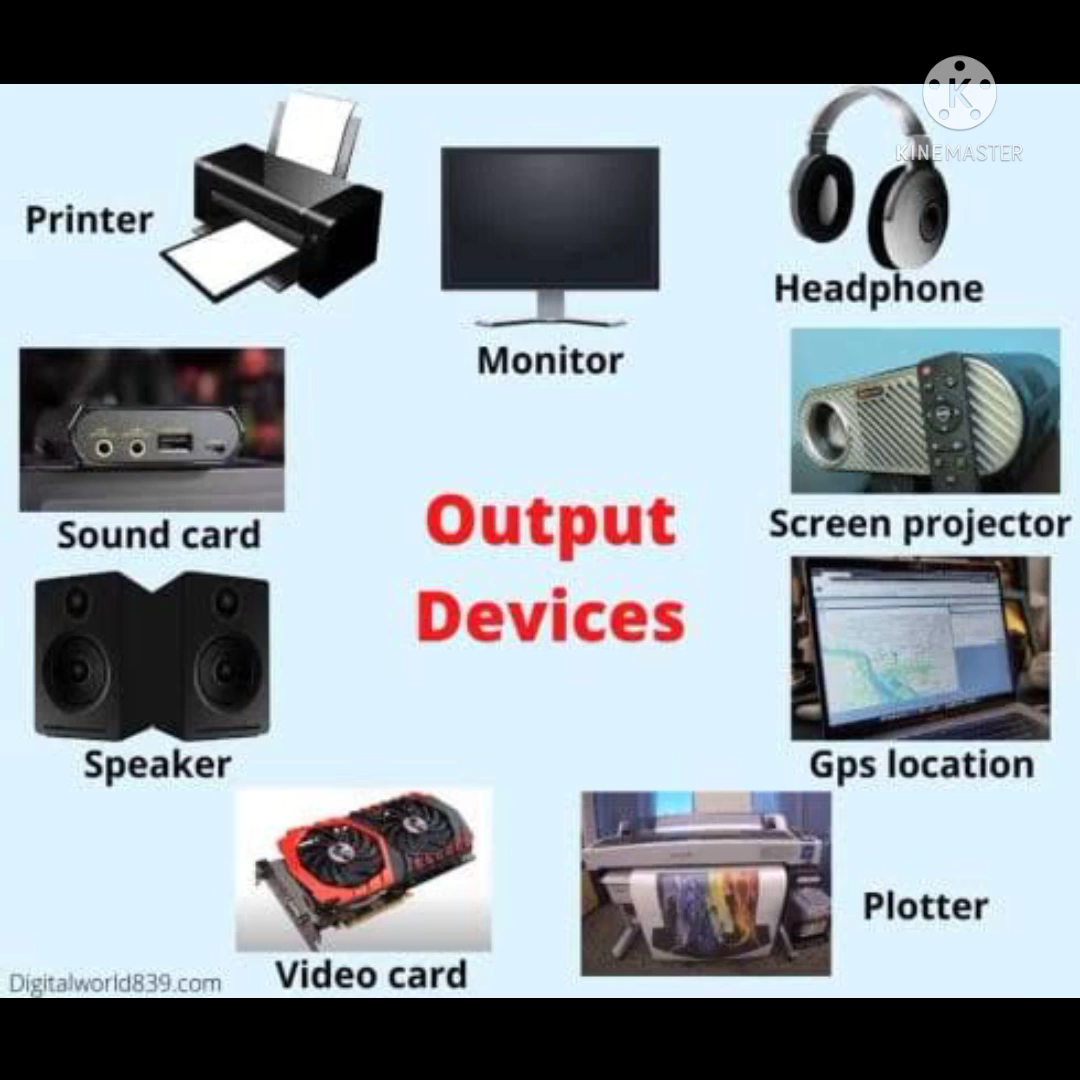 K
KINEMASTER
Printer
Headphone
Monitor
Sound card
Output
Devices
Screen projector
Speaker
Gps location
Plotter
Video card
Digitalworld839.com